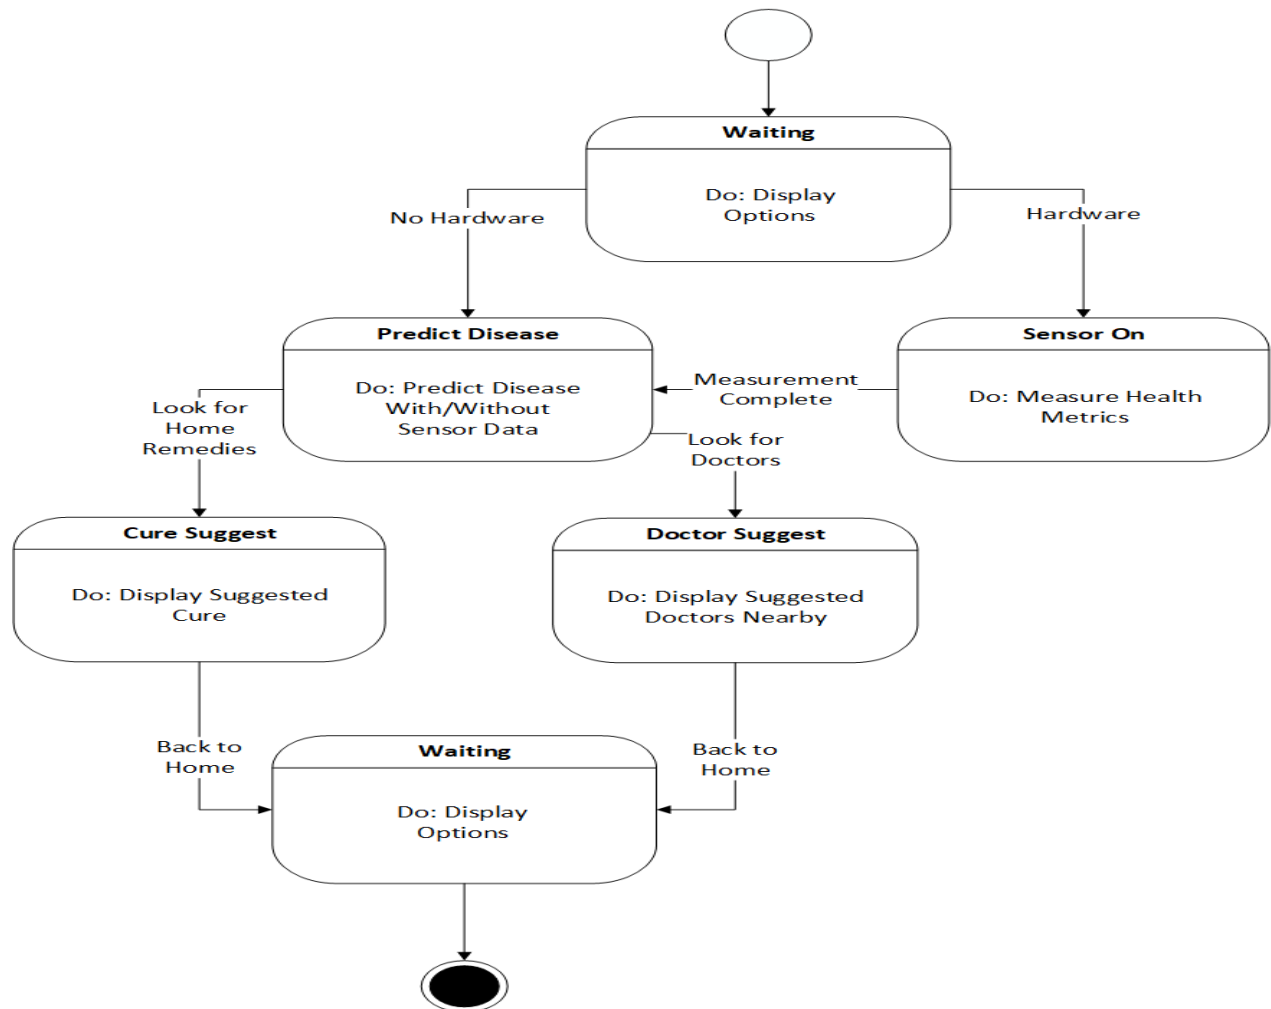 Waiting
Do: Display
Options
No Hardware
Hardware
Predict Disease
Do: Predict Disease
With/Without
Sensor Data
Sensor On
Do: Measure Health
Metrics
Measurement
Complete
Look for
Home
Remedies
Look for
Doctors
Cure Suggest
Do: Display Suggested
Cure
Doctor Suggest
Do: Display Suggested
Doctors Nearby
Back to
Home
Back to
Home
Waiting
Do: Display
Options